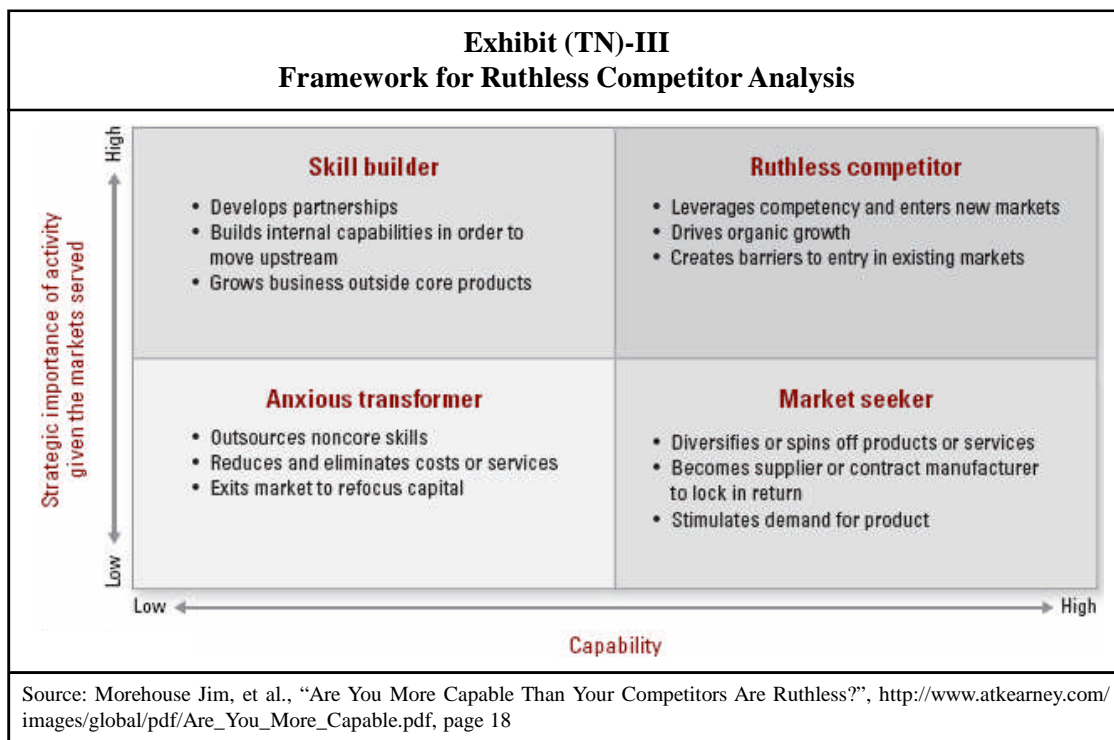 Exhibit (TN)-III
Framework for Ruthless Competitor Analysis
High
Strategic importance of activity
given the markets served
Low
Skill builder
• Develops partnerships
• Builds internal capabilities in order to
move upstream
• Grows business outside core products
Ruthless competitor
• Leverages competency and enters new markets
• Drives organic growth
• Creates barriers to entry in existing markets
Anxious transformer
• Outsources noncore skills
• Reduces and eliminates costs or services
• Exits market to refocus capital
Market seeker
• Diversifies or spins off products or services
• Becomes supplier or contract manufacturer
to lock in return
• Stimulates demand for product
Low
High
Capability
Source: Morehouse Jim, et al., “Are You More Capable Than Your Competitors Are Ruthless?”, http://www.atkearney.com/
images/global/pdf/Are_You_More_Capable.pdf, page 18